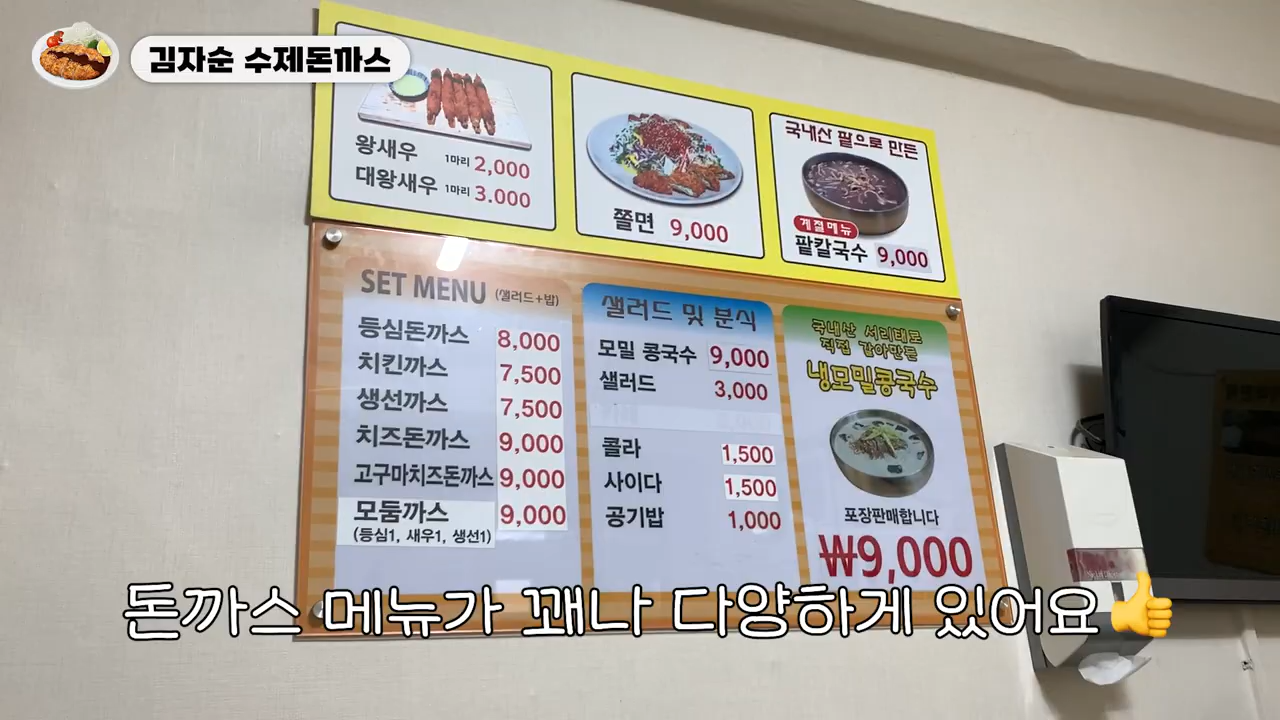 김자순 수제돈까스
왕새우 1마리 2,000
대왕새우 1마리 3.000
쫄면 9,000
국내산 팥으로 만든
계절메뉴
팥칼국수 9,000
SET MENU (샐러드+밥)
등심돈까스 8,000
치킨까스 7,500
생선까스 7,500
치즈돈까스 9,000
고구마치즈돈까스 9,000
모둠까스 9,000
(등심1, 새우1, 생선1)
샐러드 및 분식
모밀 콩국수 9,000
샐러드 3,000
콜라 1,500
사이다 1,500
공기밥 1,000
국내산 서리태로
직접 갈아만든
냉모밀콩국수
포장판매합니다
₩9,000
돈까스 메뉴가 꽤나 다양하게 있어요👍